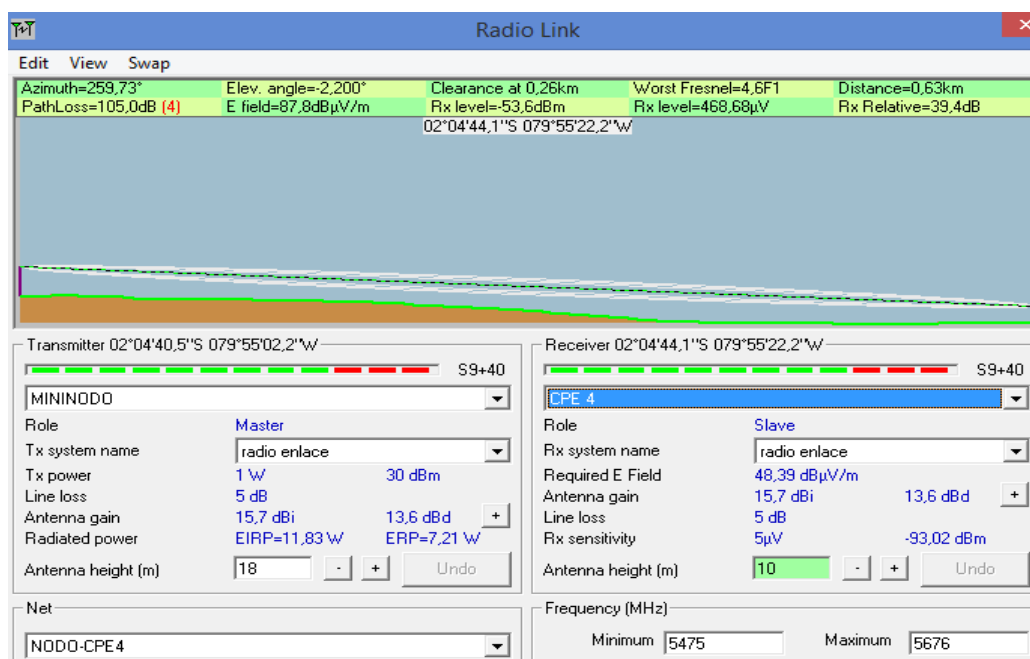 Radio Link
Edit View Swap
Azimuth=259,73° Elev. angle=-2,200° Clearance at 0,26km Worst Fresnel=4,6F1 Distance=0,63km
PathLoss=105,0dB (4) E field=87,8dBµV/m Rx level=-53,6dBm Rx level=468,68µV Rx Relative=39,4dB
02°04'44,1"S 079°55'22,2"W
Transmitter 02°04'40,5"S 079°55'02,2"W
S9+40
MININODO
Role Master
Tx system name radio enlace
Tx power 1 W 30 dBm
Line loss 5 dB
Antenna gain 15,7 dBi 13,6 dBd +
Radiated power EIRP=11,83 W ERP=7,21 W
Antenna height (m) 18 - + Undo
Net
NODO-CPE4
Receiver 02°04'44,1"S 079°55'22,2"W
S9+40
CPE 4
Role Slave
Rx system name radio enlace
Required E Field 48,39 dBµV/m
Antenna gain 15,7 dBi 13,6 dBd +
Line loss 5 dB
Rx sensitivity 5µV -93,02 dBm
Antenna height (m) 10 - + Undo
Frequency (MHz)
Minimum 5475 Maximum 5676